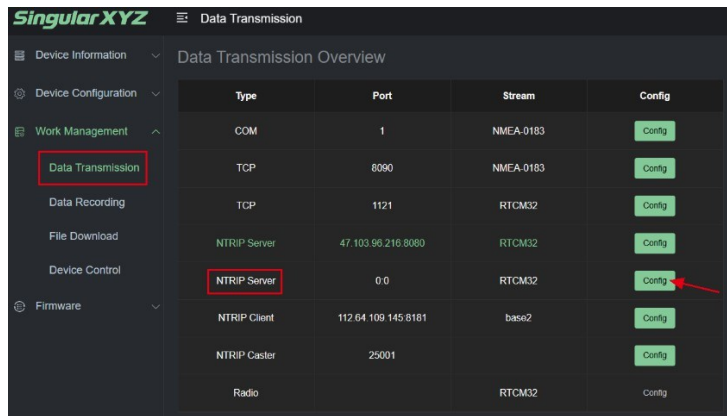 SingularXYZ
Data Transmission
Device Information
Device Configuration
Work Management
Data Transmission
Data Recording
File Download
Device Control
Firmware
Data Transmission Overview
Type Port Stream Config
COM 1 NMEA-0183 Config
TCP 8090 NMEA-0183 Config
TCP 1121 RTCM32 Config
NTRIP Server 47.103.96.216:8080 RTCM32 Config
NTRIP Server 0:0 RTCM32 Config
NTRIP Client 112.64.109.145:8181 base2 Config
NTRIP Caster 25001 Config
Radio RTCM32 Config